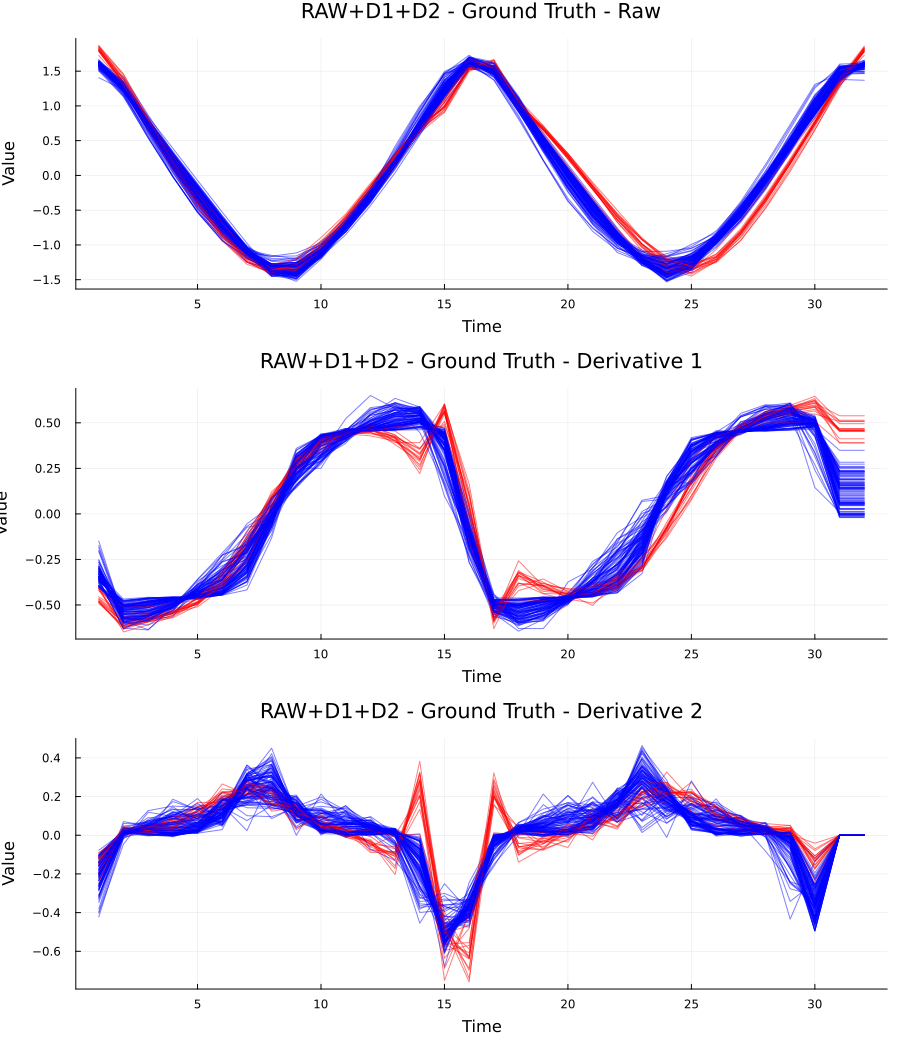 RAW+D1+D2 - Ground Truth - Raw
Value
1.5
1.0
0.5
0.0
−0.5
−1.0
−1.5
5 10 15 20 25 30
Time
RAW+D1+D2 - Ground Truth - Derivative 1
Value
0.50
0.25
0.00
−0.25
−0.50
5 10 15 20 25 30
Time
RAW+D1+D2 - Ground Truth - Derivative 2
Value
0.4
0.2
0.0
−0.2
−0.4
−0.6
5 10 15 20 25 30
Time